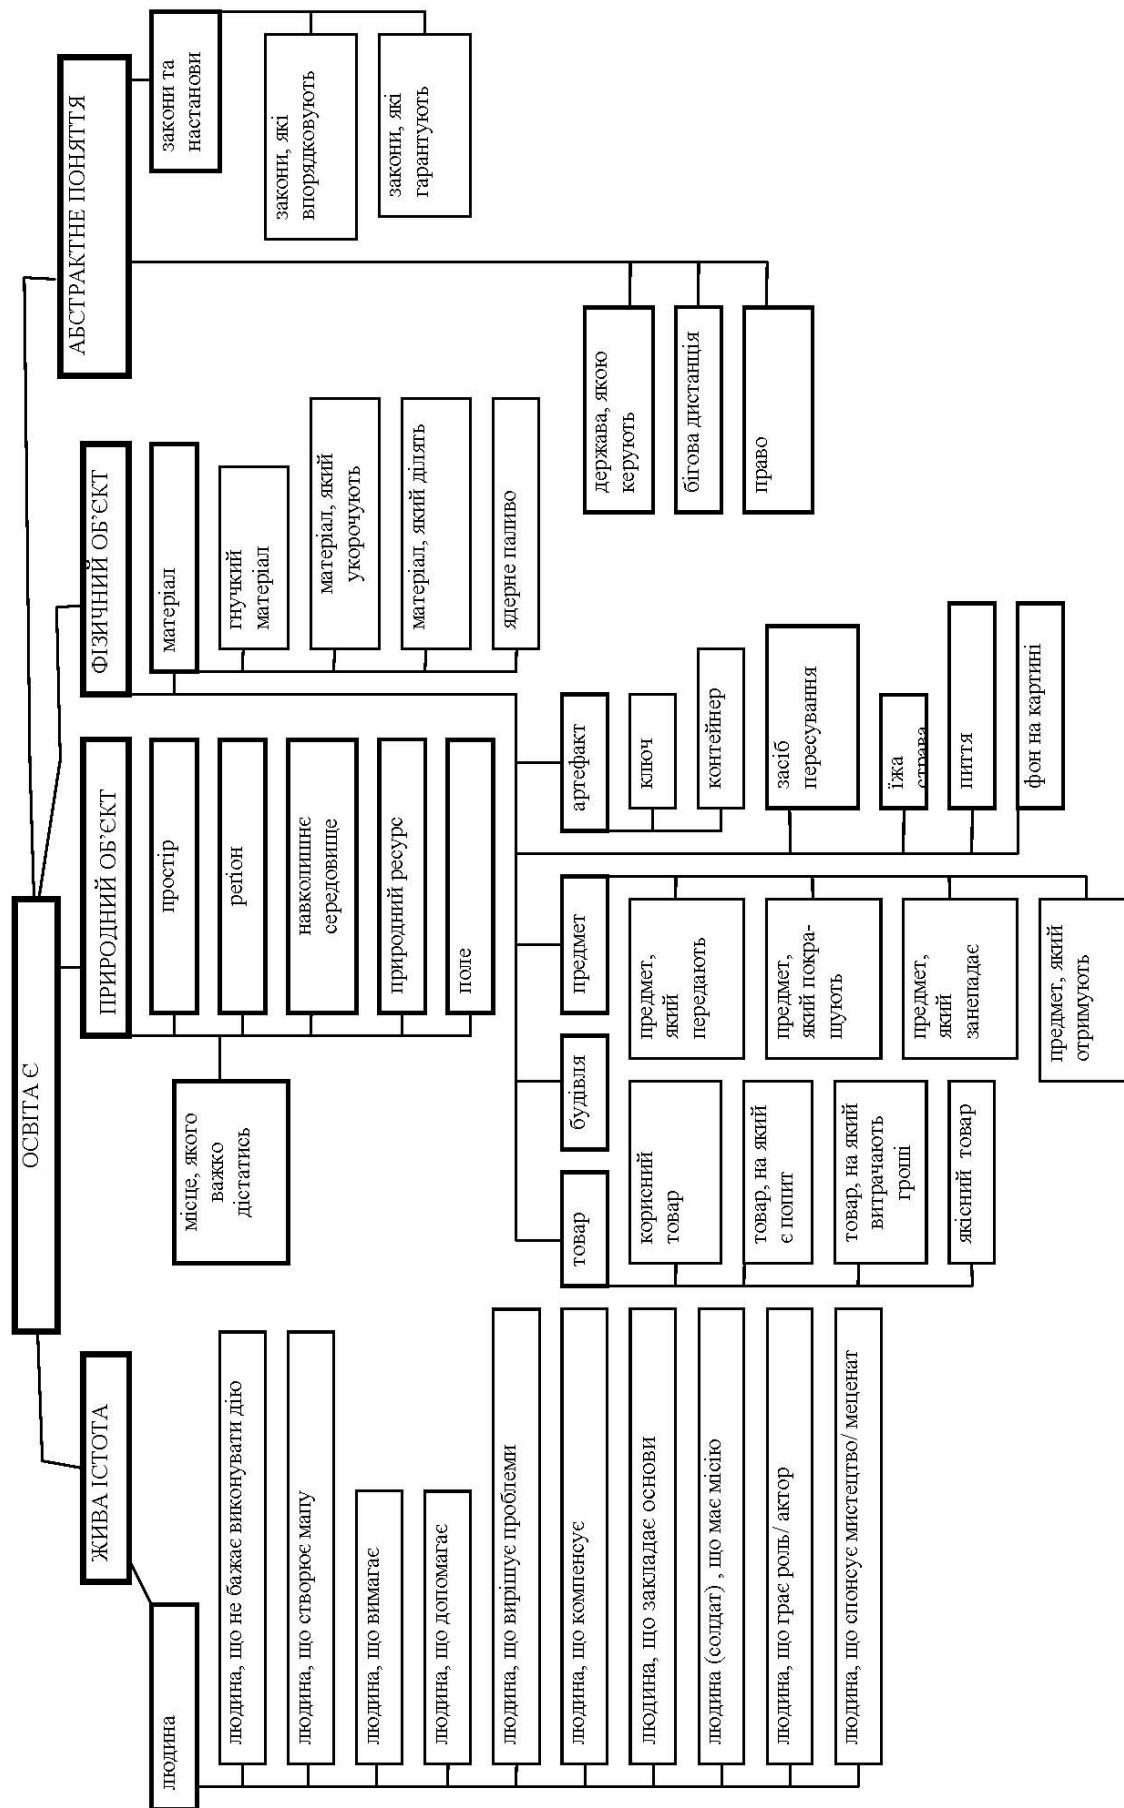 ОСВІТА Є
ЖИВА ІСТОТА
людина
людина, що не бажає виконувати дію
людина, що створює мапу
людина, що вимагає
людина, що допомагає
людина, що вирішує проблеми
людина, що компенсує
людина, що закладає основи
людина (солдат) , що має місію
людина, що грає роль/ актор
людина, що спонсує мистецтво/ меценат
ПРИРОДНИЙ ОБ’ЄКТ
місце, якого
важко
дістатись
простір
регіон
навколишнє
середовище
природний ресурс
поле
ФІЗИЧНИЙ ОБ’ЄКТ
матеріал
гнучкий
матеріал
матеріал, який
укорочують
матеріал, який ділять
ядерне паливо
товар
корисний
товар
товар, на який
є попит
товар, на який
витрачають
гроші
якісний товар
будівля
предмет
предмет,
який
передають
предмет,
який покра-
шують
предмет,
який
занепадає
предмет, який
отримують
артефакт
ключ
контейнер
засіб
пересування
їжа
страва
пиття
фон на картині
АБСТРАКТНЕ ПОНЯТТЯ
закони та
настанови
закони, які
впорядковують
закони, які
гарантують
держава, якою
керують
бігова дистанція
право